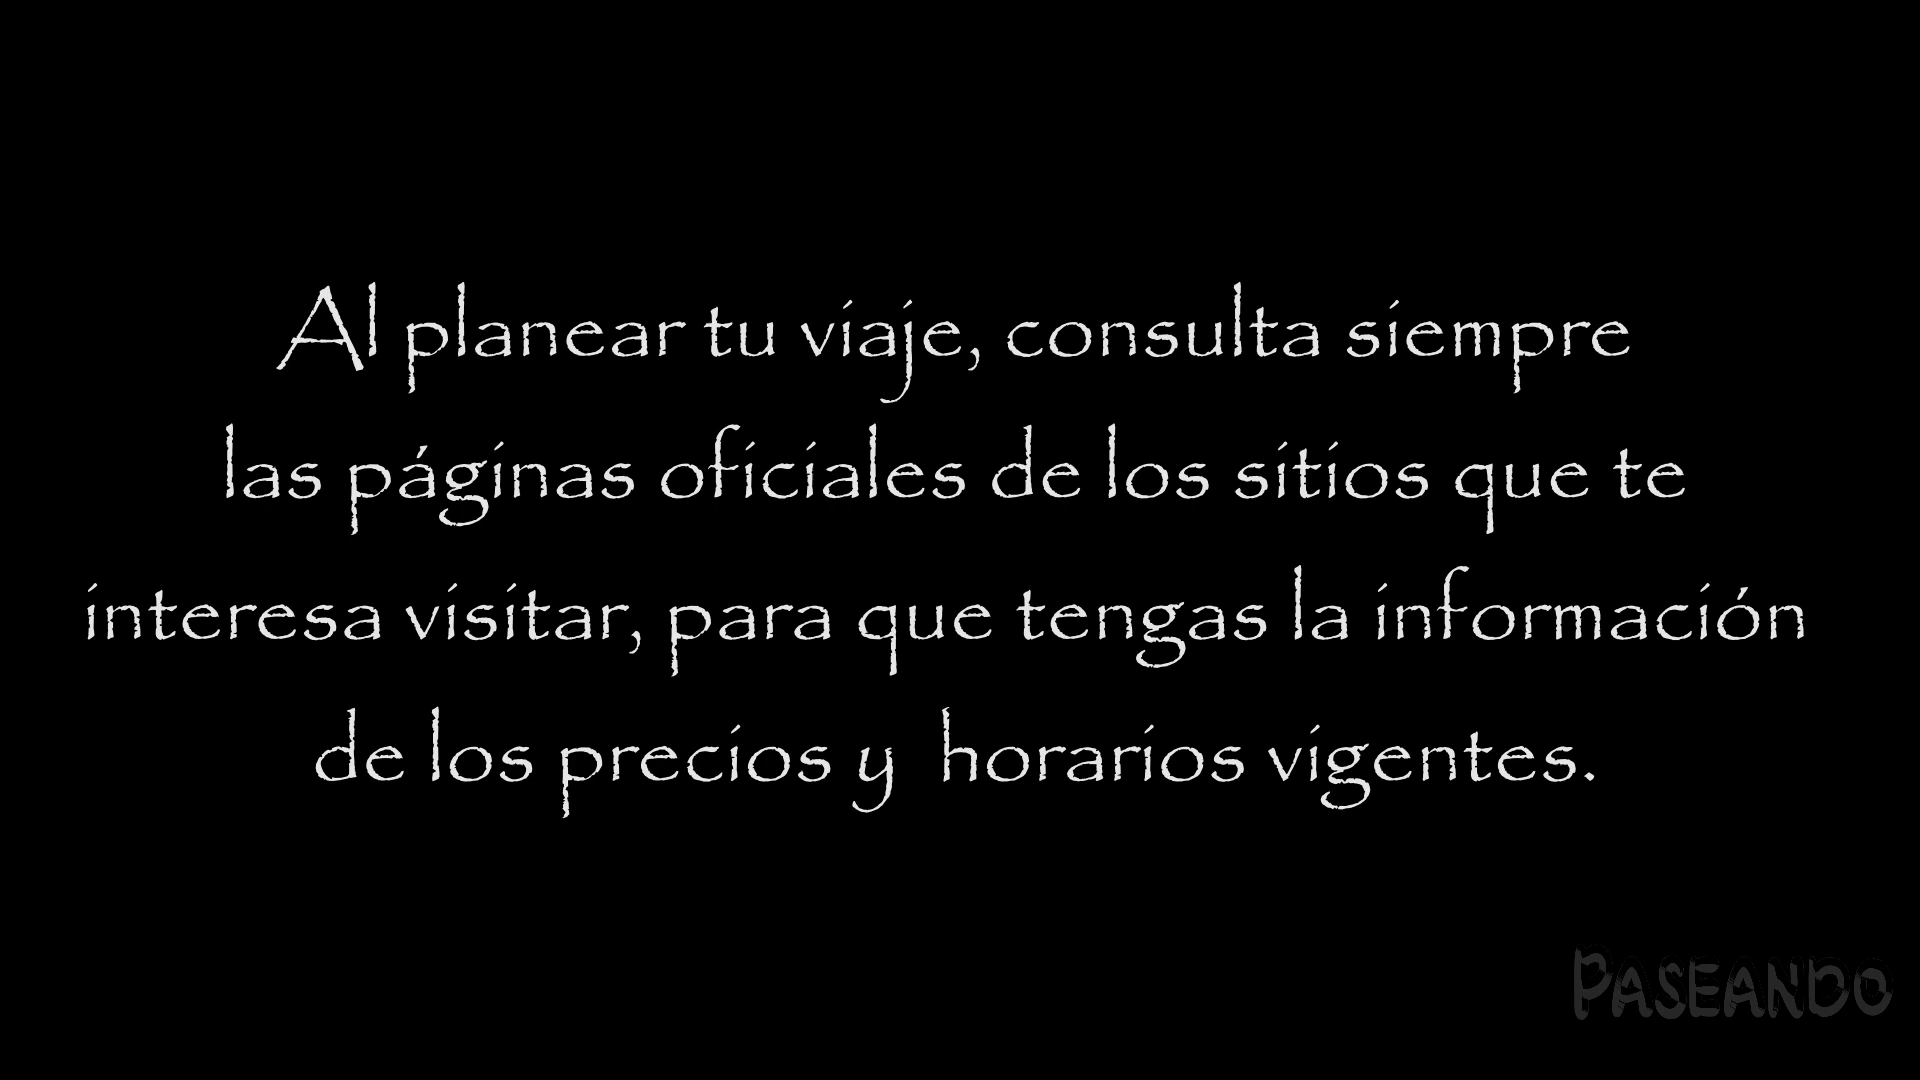 Al planear tu viaje, consulta siempre
las páginas oficiales de los sitios que te
interesa visitar, para que tengas la información
de los precios y horarios vigentes.
PASEANDO